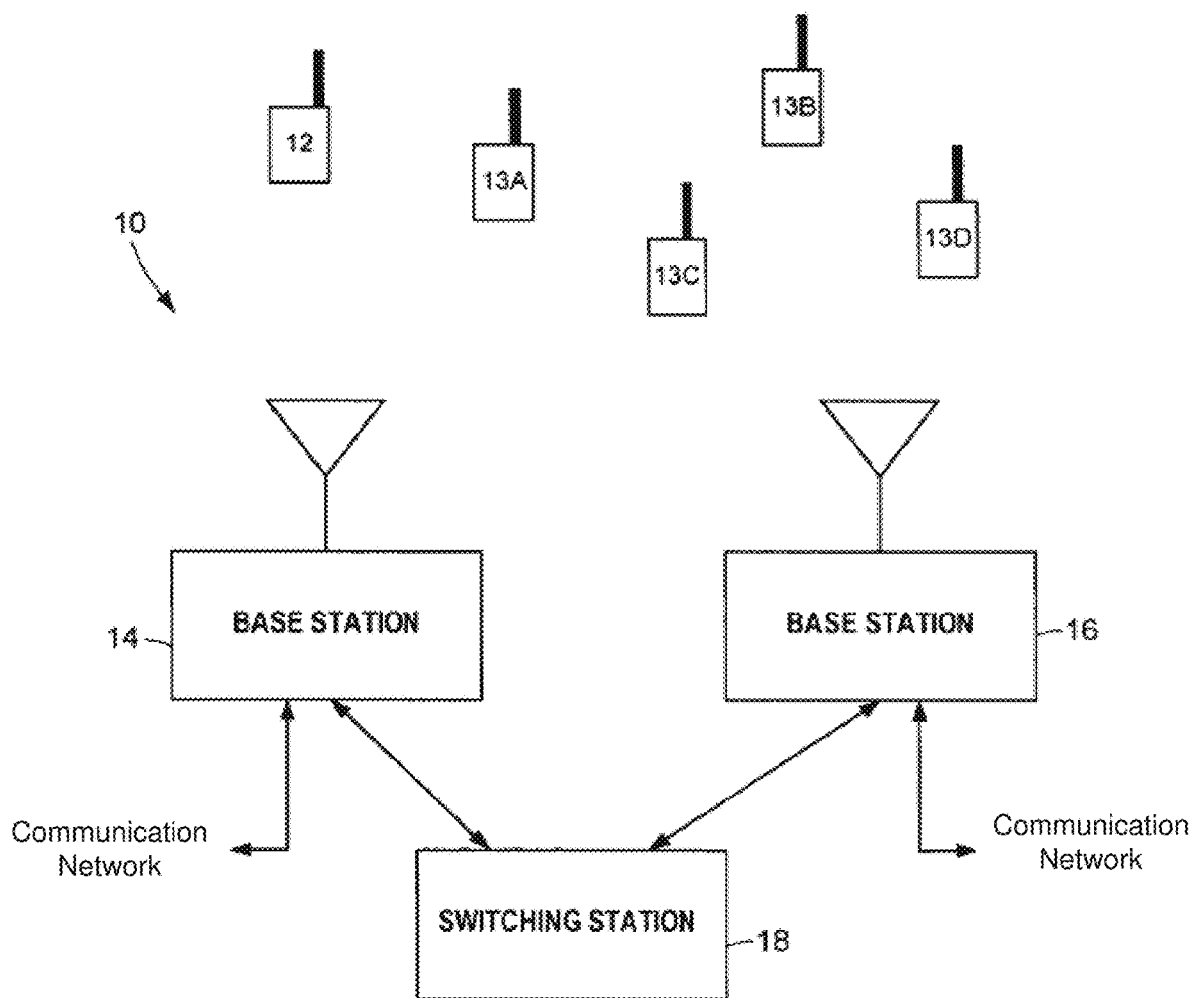 12
13A
13B
13C
13D
10
BASE STATION
14
BASE STATION
16
Communication
Network
Communication
Network
SWITCHING STATION
18